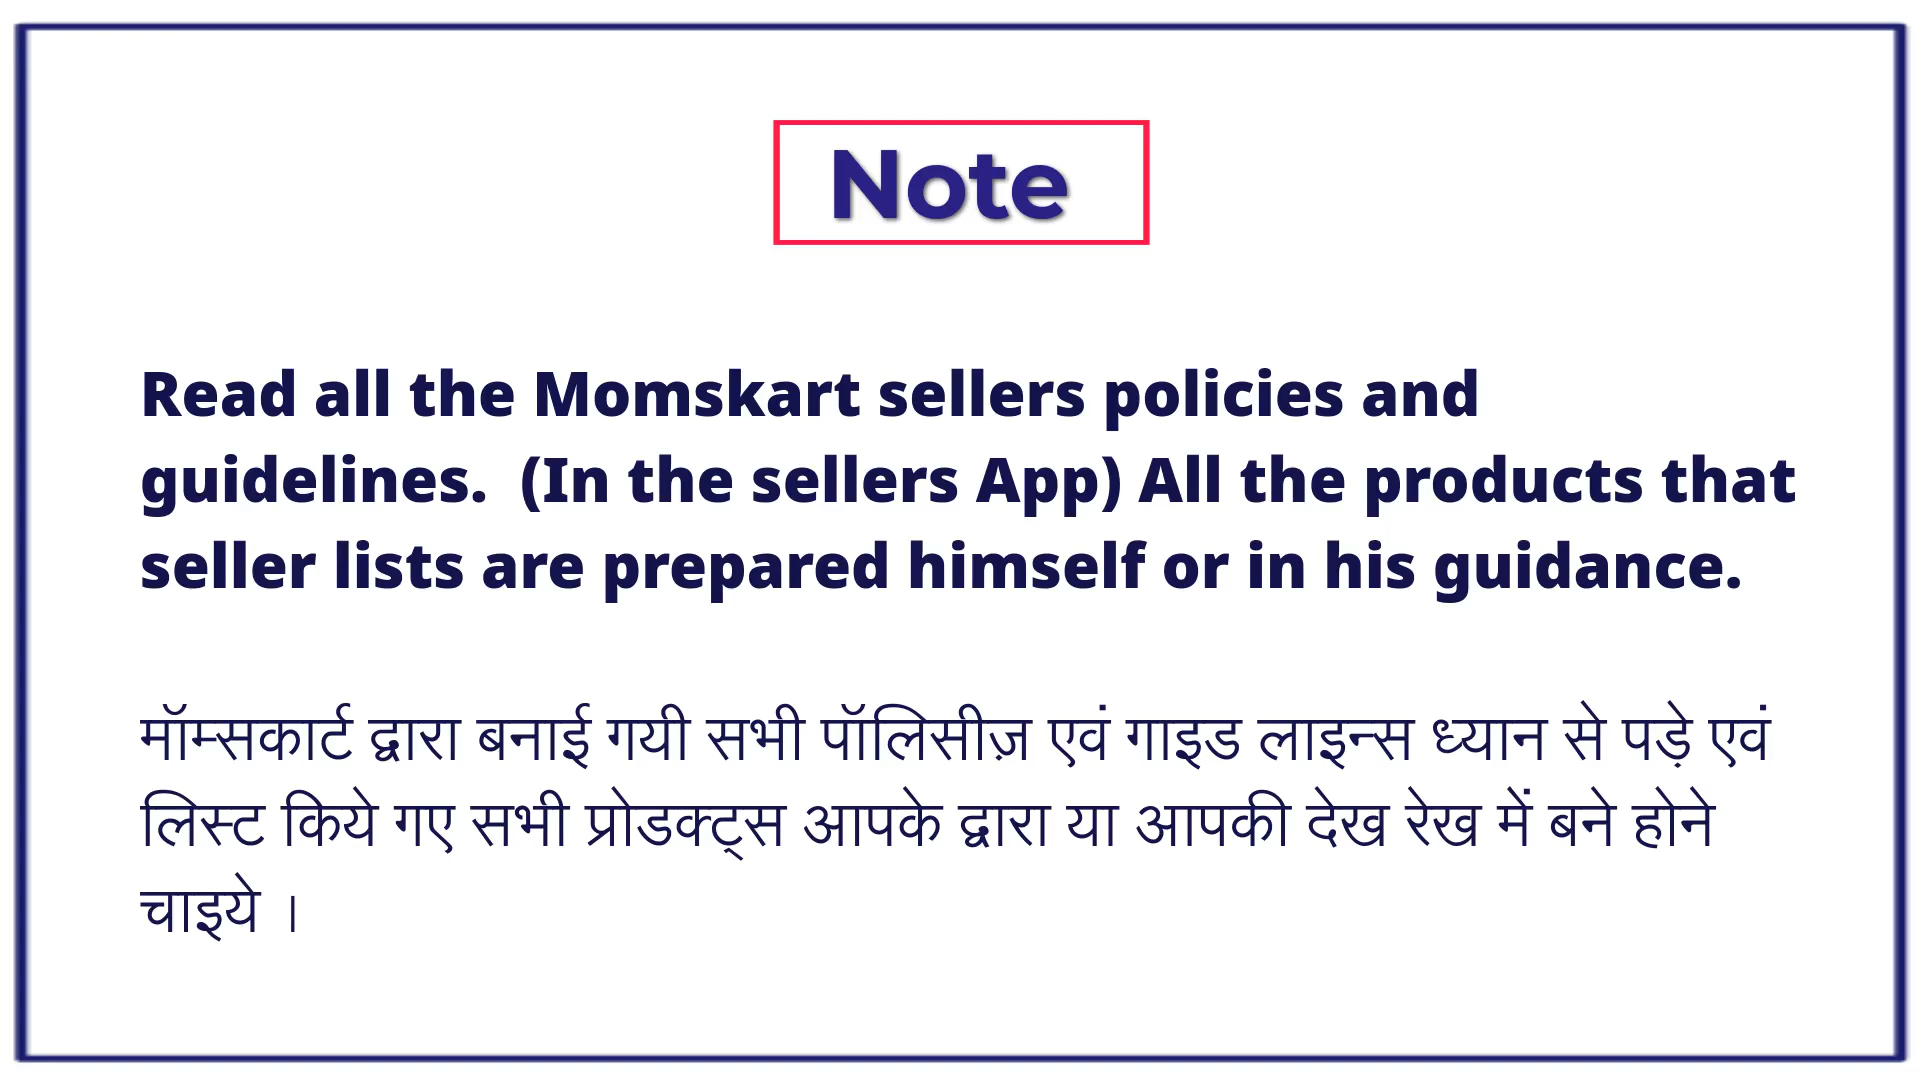 Note
Read all the Momskart sellers policies and
guidelines.  (In the sellers App) All the products that
seller lists are prepared himself or in his guidance.
मॉम्सकार्ट द्वारा बनाई गयी सभी पॉलिसीज़ एवं गाइड लाइन्स ध्यान से पड़े एवं
लिस्ट किये गए सभी प्रोडक्ट्स आपके द्वारा या आपकी देख रेख में बने होने
चाइये ।